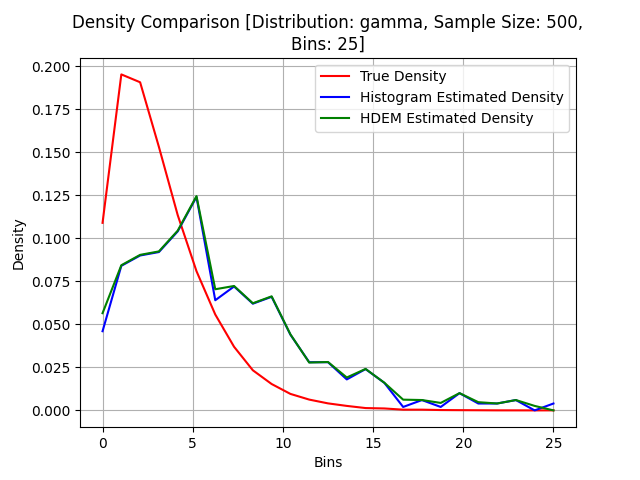 Density Comparison [Distribution: gamma, Sample Size: 500,
Bins: 25]
True Density
Histogram Estimated Density
HDEM Estimated Density
Density
0.200
0.175
0.150
0.125
0.100
0.075
0.050
0.025
0.000
0 5 10 15 20 25
Bins